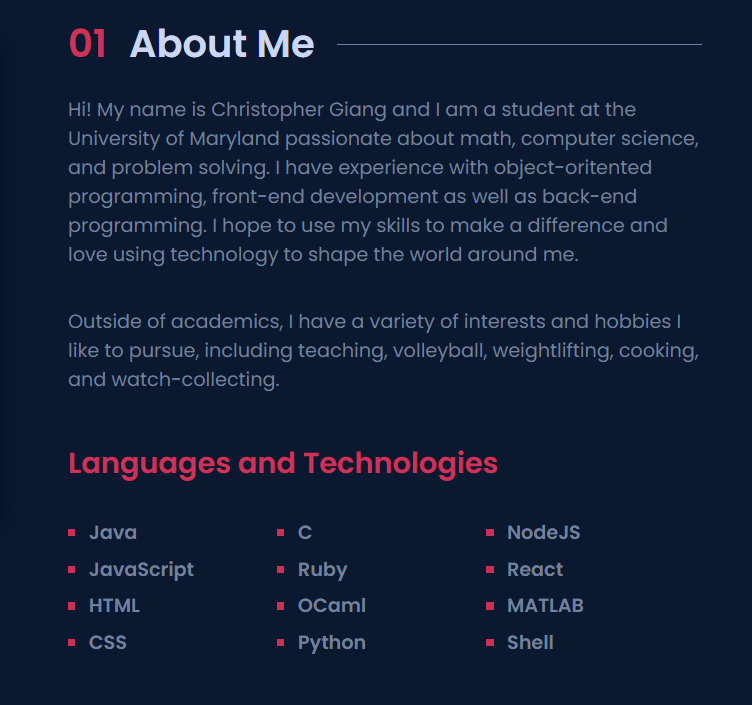 01 About Me
Hi! My name is Christopher Giang and I am a student at the
University of Maryland passionate about math, computer science,
and problem solving. I have experience with object-oritented
programming, front-end development as well as back-end
programming. I hope to use my skills to make a difference and
love using technology to shape the world around me.
Outside of academics, I have a variety of interests and hobbies I
like to pursue, including teaching, volleyball, weightlifting, cooking,
and watch-collecting.
Languages and Technologies
Java
JavaScript
HTML
CSS
C
Ruby
OCaml
Python
NodeJS
React
MATLAB
Shell